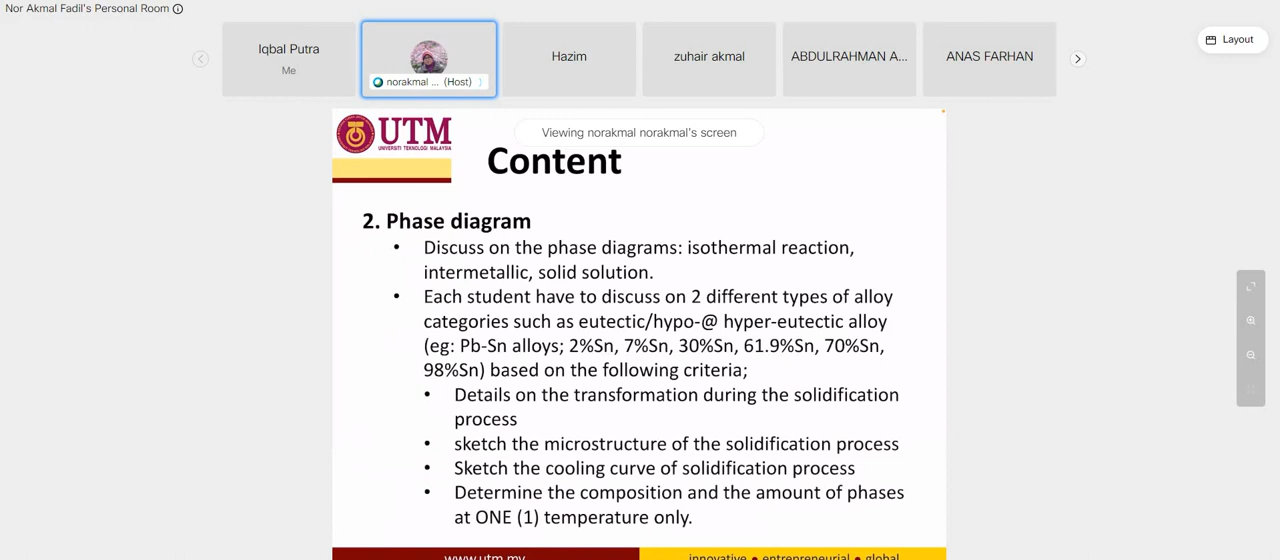 Nor Akmal Fadil's Personal Room
Iqbal Putra
Me
norakmal ... (Host)
Hazim
zuhair akmal
ABDULRAHMAN A...
ANAS FARHAN
Layout
UTM
UNIVERSITI TEKNOLOGI MALAYSIA
Viewing norakmal norakmal's screen
Content
2. Phase diagram
• Discuss on the phase diagrams: isothermal reaction,
intermetallic, solid solution.
• Each student have to discuss on 2 different types of alloy
categories such as eutectic/hypo-@ hyper-eutectic alloy
(eg: Pb-Sn alloys; 2%Sn, 7%Sn, 30%Sn, 61.9%Sn, 70%Sn,
98%Sn) based on the following criteria;
• Details on the transformation during the solidification
process
• sketch the microstructure of the solidification process
• Sketch the cooling curve of solidification process
• Determine the composition and the amount of phases
at ONE (1) temperature only.
www.utm.my
innovative ● entrepreneurial ● global